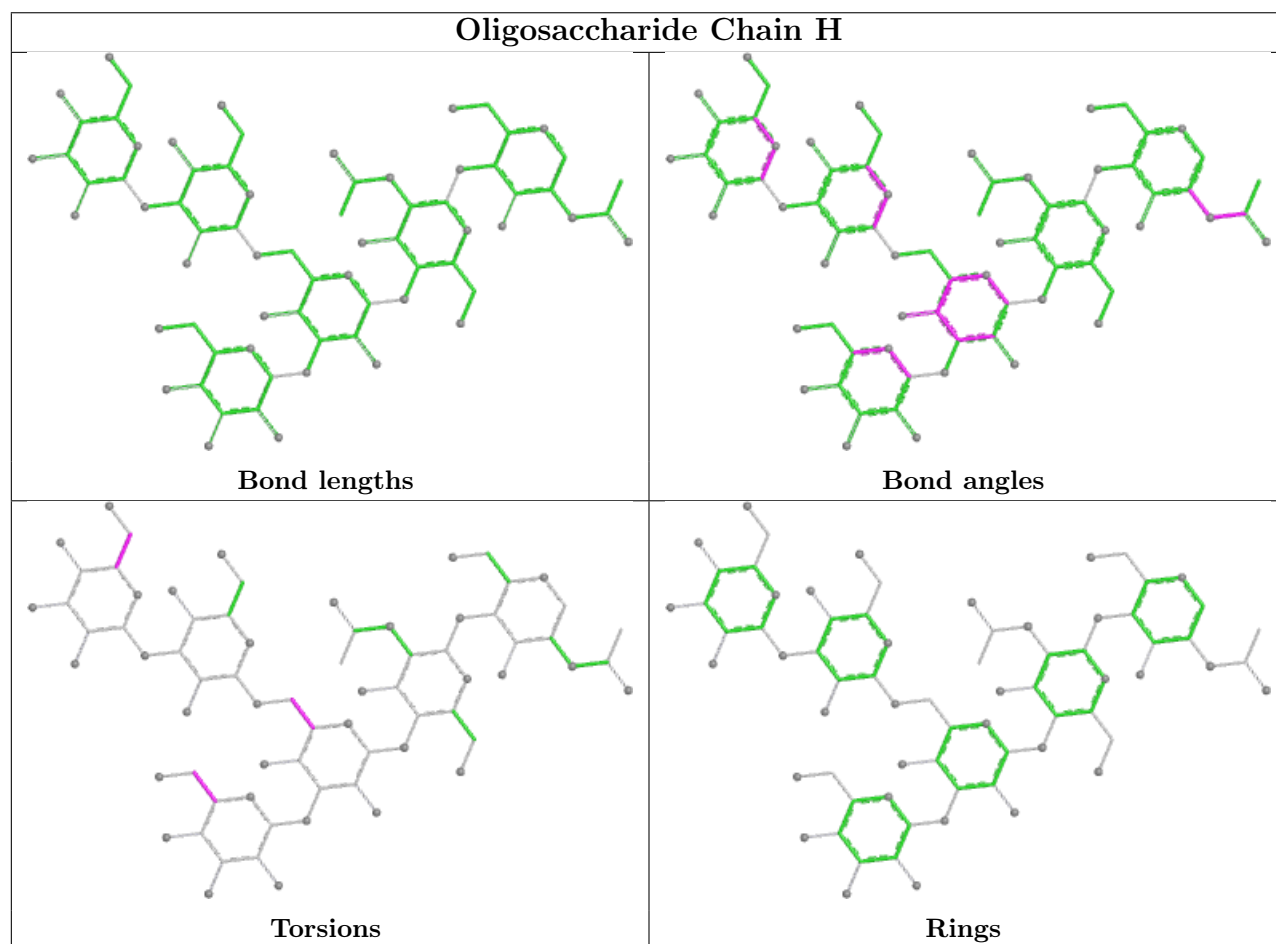 Oligosaccharide Chain H
Bond lengths
Bond angles
Torsions
Rings